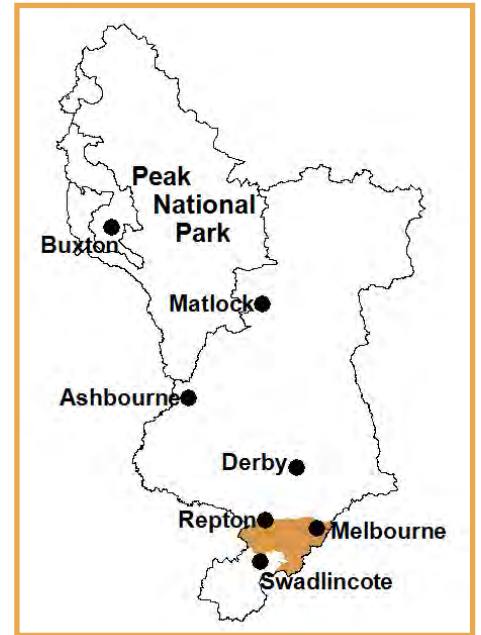 Peak
National
Park
Buxton
Matlock
Ashbourne
Derby
Repton
Melbourne
Swadlincote